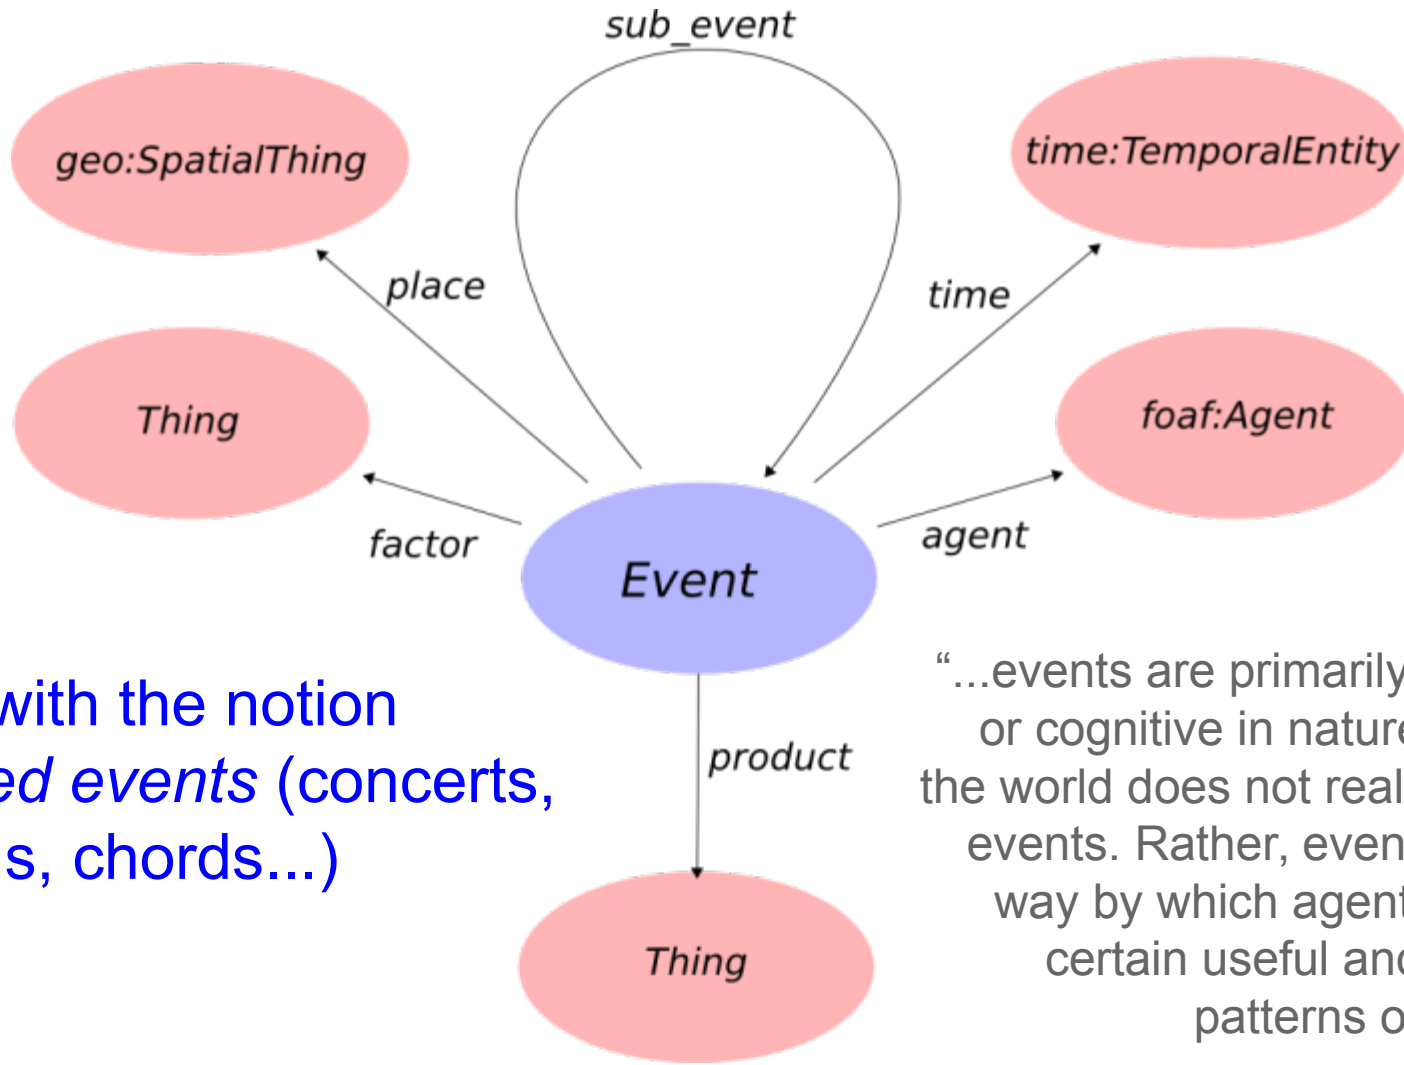 sub_event
geo:SpatialThing
time:TemporalEntity
place
time
Thing
foaf:Agent
factor
agent
Event
with the notion
ed events (concerts,
s, chords...)
product
“...events are primarily
or cognitive in nature
the world does not real
events. Rather, even
way by which agent
certain useful and
patterns o
Thing